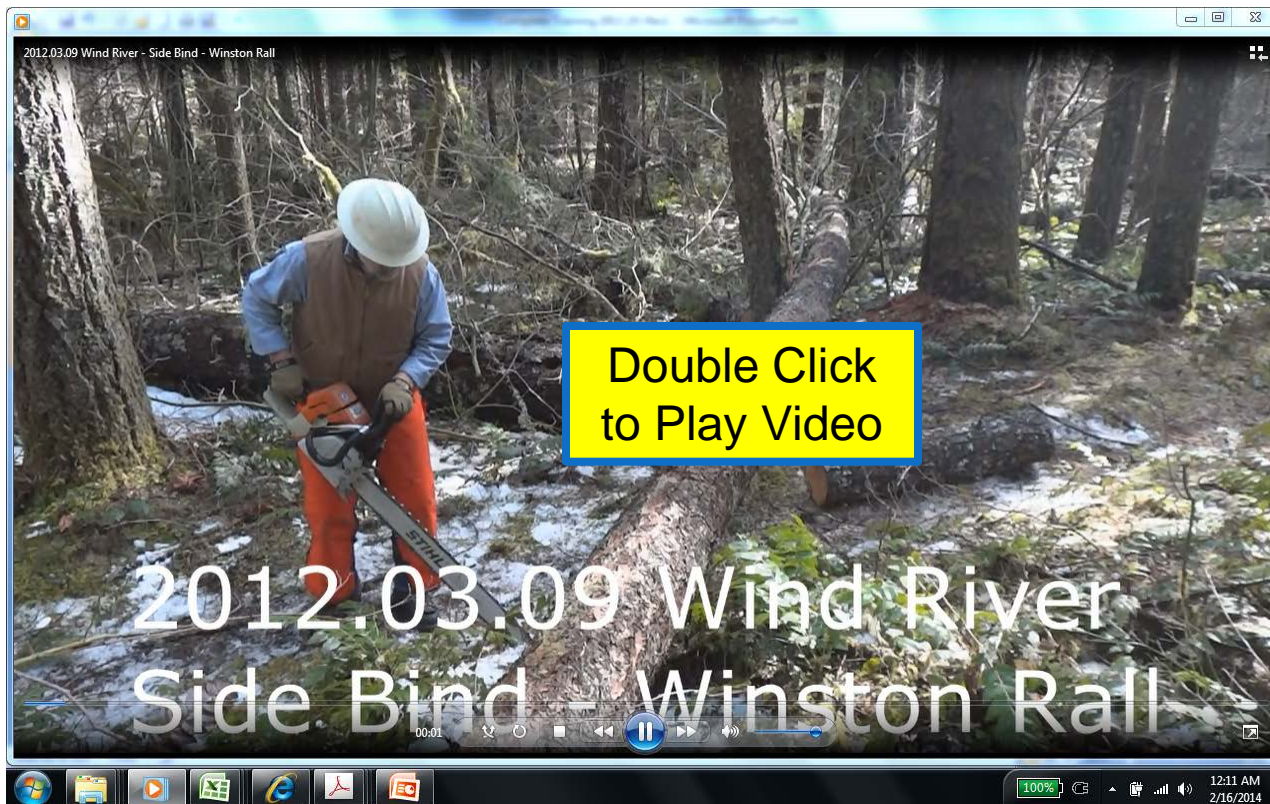 2012.03.09 Wind River - Side Bind - Winston Rall
Double Click
to Play Video
STIHL
2012.03.09 Wind River
Side Bind - Winston Rall
00:01
100%
12:11 AM
2/16/2014